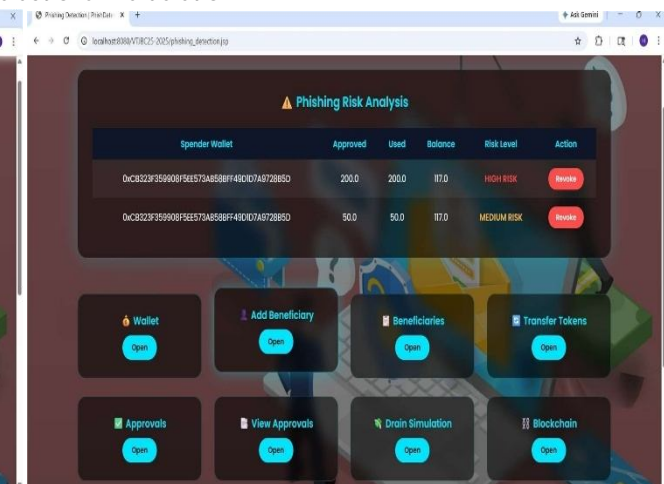 Phishing Detection | PhishData
Ask Gemini
localhost:8080/VTJBC25-2025/phishing_detection.jsp
⚠ Phishing Risk Analysis
Spender Wallet Approved Used Balance Risk Level Action
200.0 200.0 117.0 HIGH RISK Revoke
50.0 50.0 117.0 MEDIUM RISK Revoke
Wallet Add Beneficiary Beneficiaries Transfer Tokens
Open Open Open Open
Approvals View Approvals Drain Simulation Blockchain
Open Open Open Open